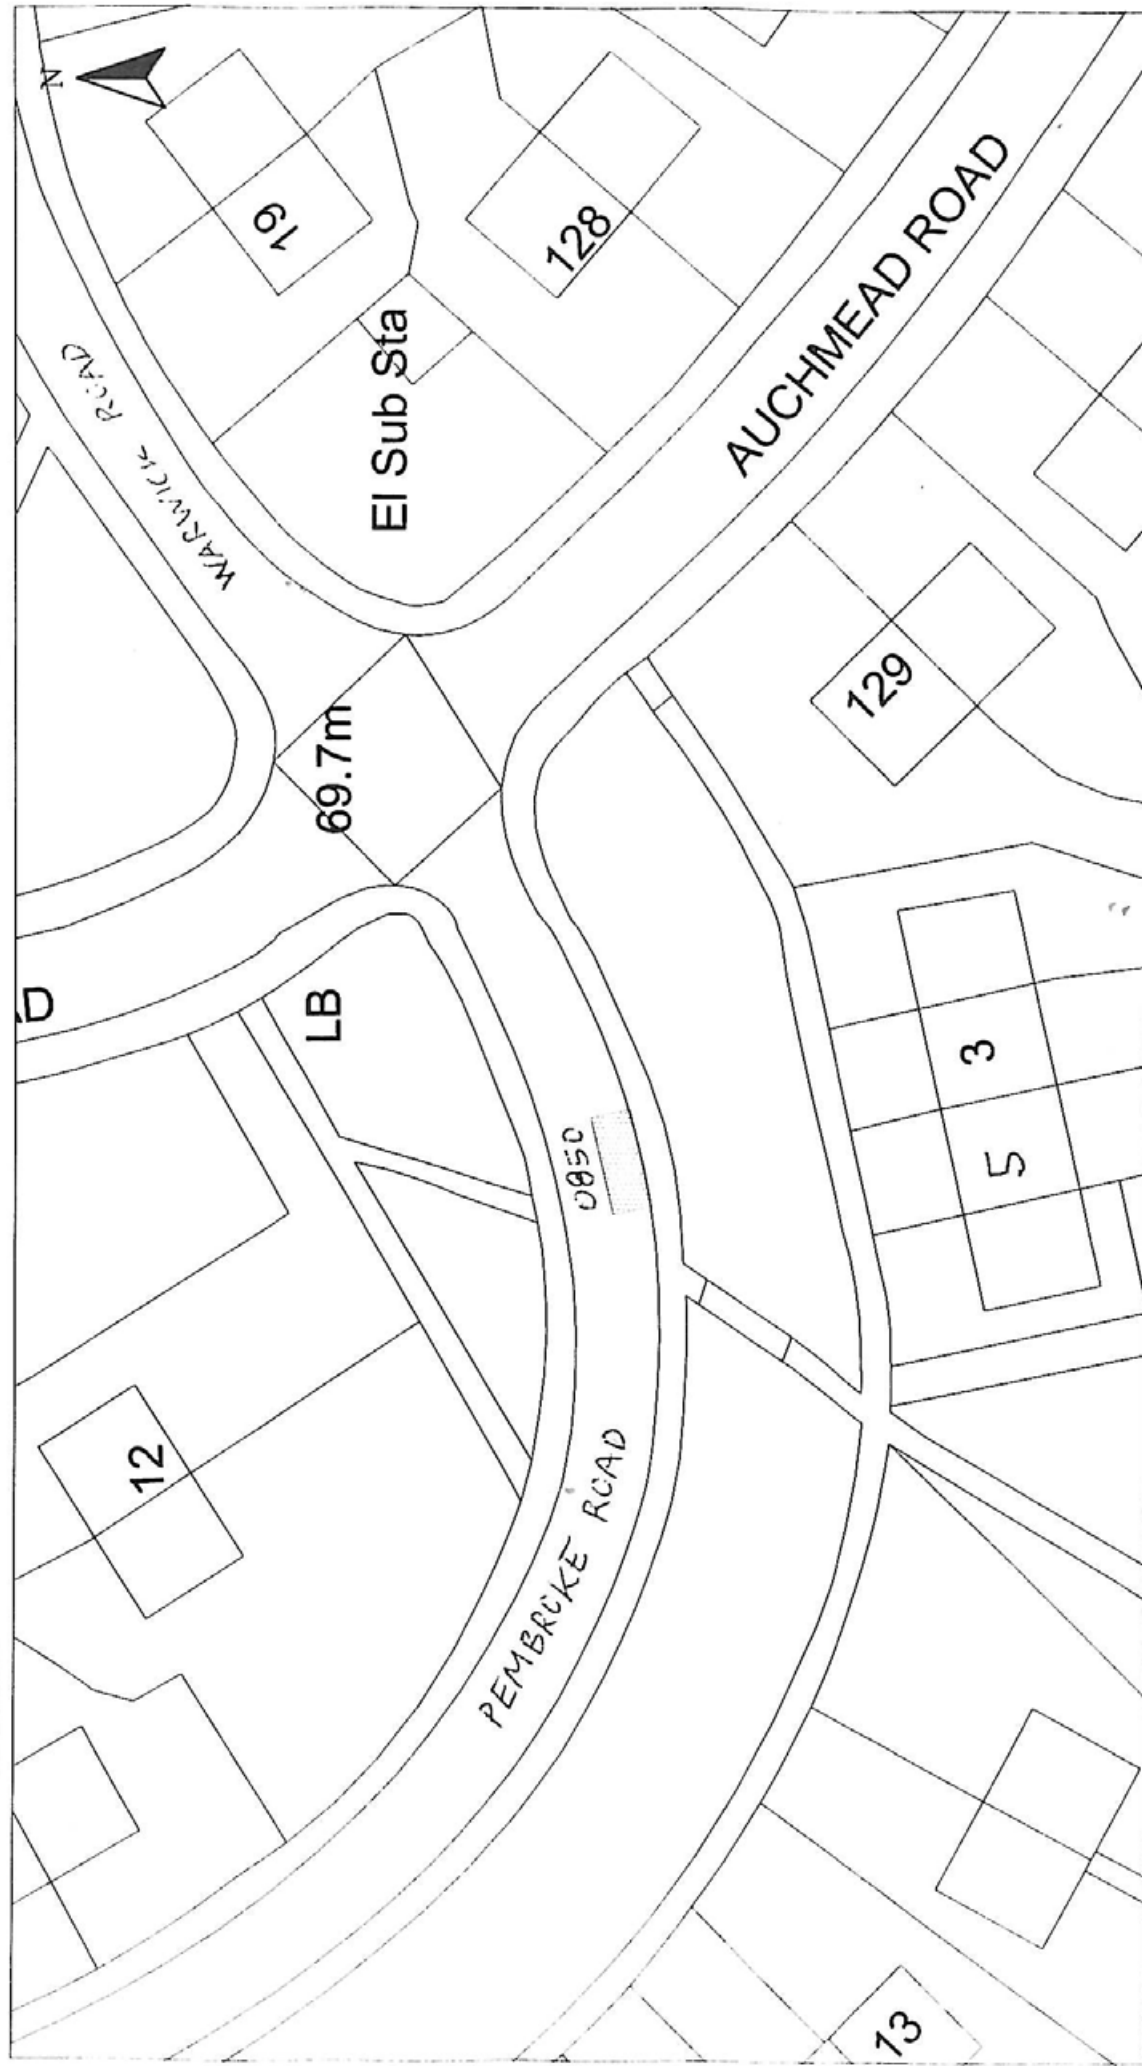 N
WARWICK ROAD
19
128
El Sub Sta
AUCHMEAD ROAD
69.7m
129
AD
LB
0850
3
5
12
PEMBROKE ROAD
13